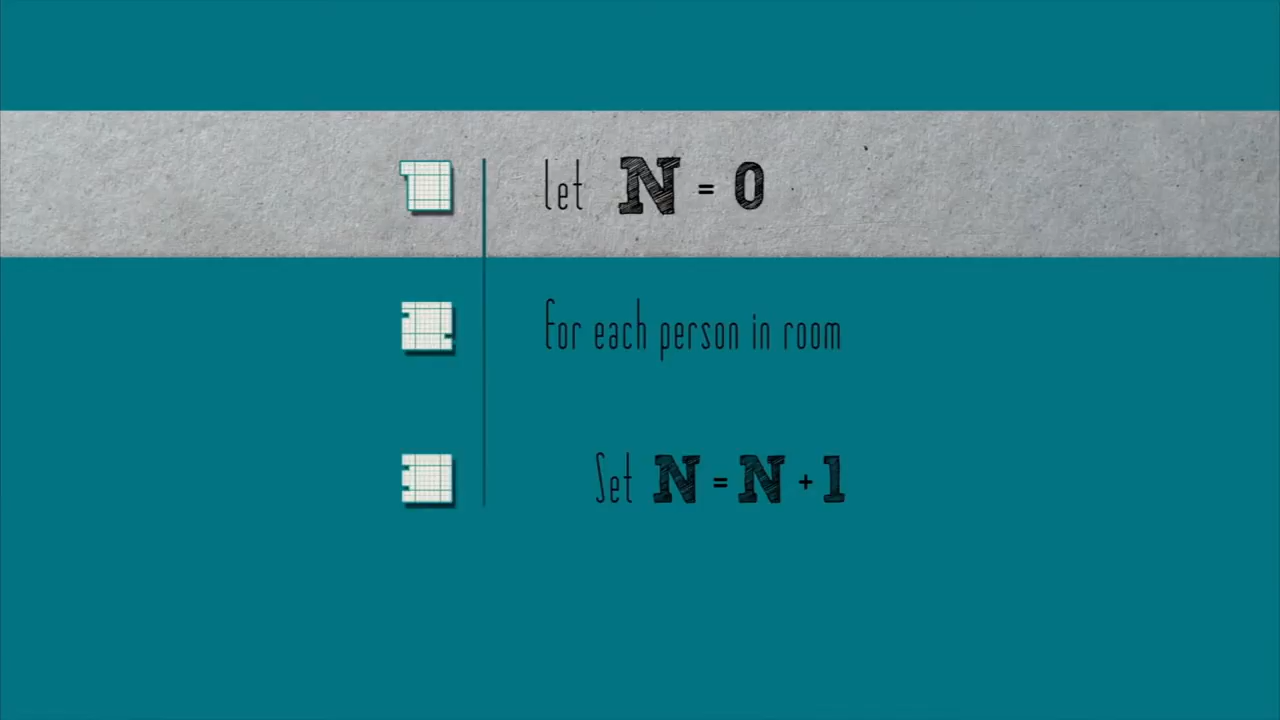 let N = 0
For each person in room
Set N = N + 1